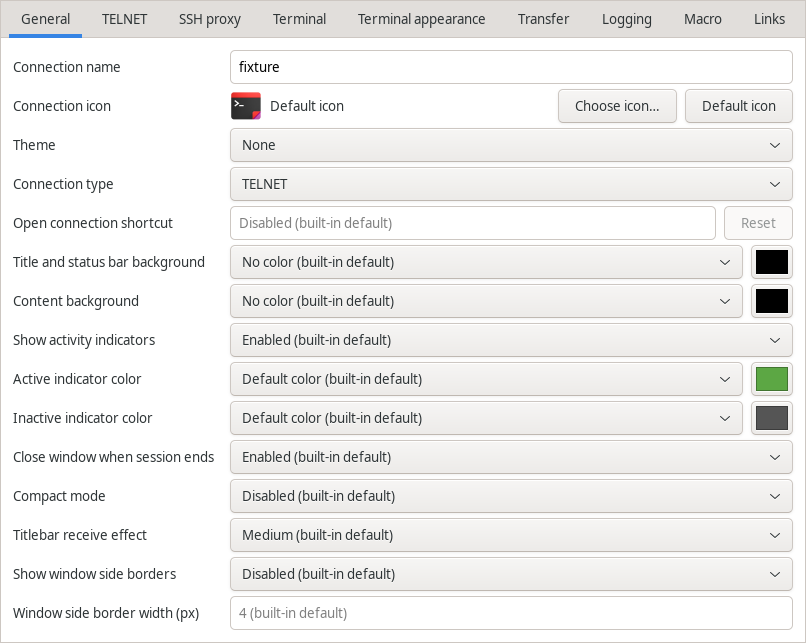 General TELNET SSH proxy Terminal Terminal appearance Transfer Logging Macro Links
Connection name fixture
Connection icon Default icon Choose icon... Default icon
Theme None
Connection type TELNET
Open connection shortcut Disabled (built-in default) Reset
Title and status bar background No color (built-in default)
Content background No color (built-in default)
Show activity indicators Enabled (built-in default)
Active indicator color Default color (built-in default)
Inactive indicator color Default color (built-in default)
Close window when session ends Enabled (built-in default)
Compact mode Disabled (built-in default)
Titlebar receive effect Medium (built-in default)
Show window side borders Disabled (built-in default)
Window side border width (px) 4 (built-in default)